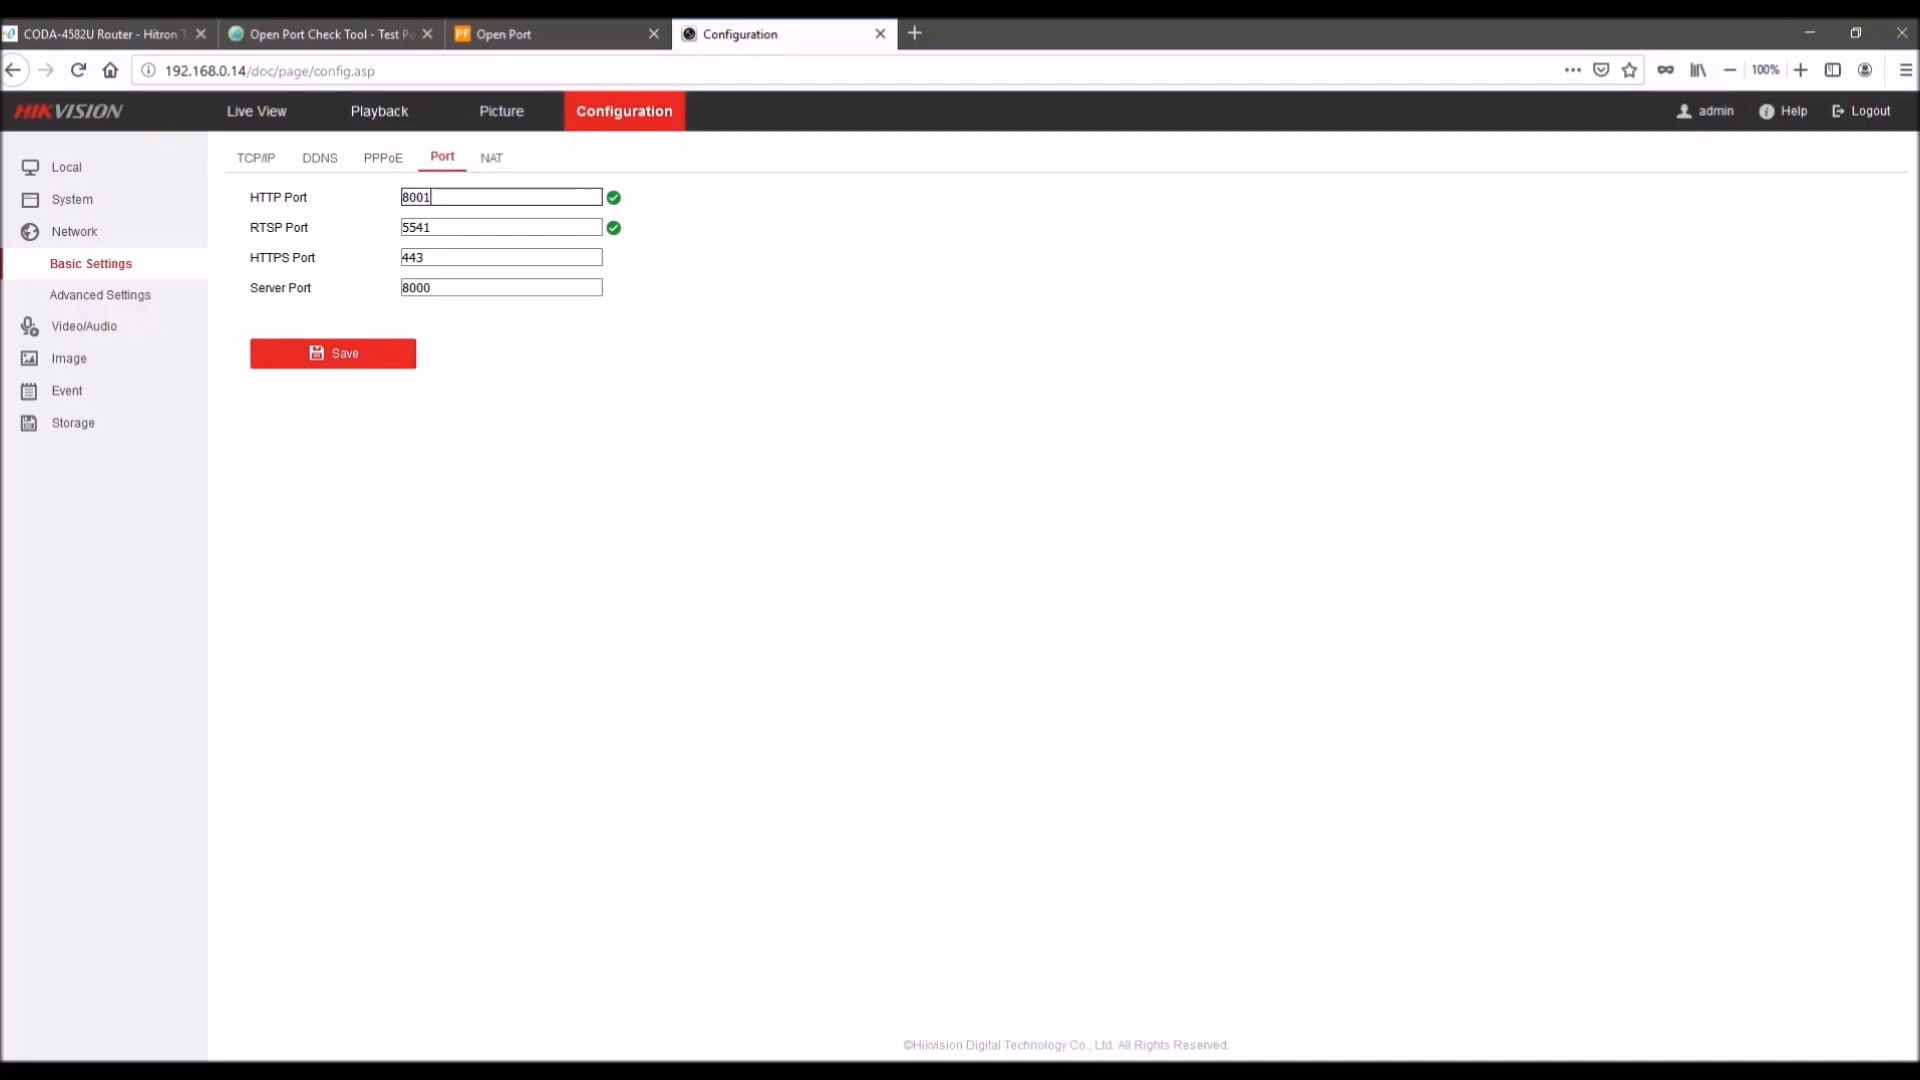 CODA-4582U Router - Hitron T
Open Port Check Tool - Test Po
PF Open Port
Configuration
192.168.0.14/doc/page/config.asp
100%
HIKVISION
Live View
Playback
Picture
Configuration
admin
Help
Logout
Local
System
Network
Basic Settings
Advanced Settings
Video/Audio
Image
Event
Storage
TCP/IP
DDNS
PPPoE
Port
NAT
HTTP Port
8001
RTSP Port
5541
HTTPS Port
443
Server Port
8000
Save
©Hikvision Digital Technology Co., Ltd. All Rights Reserved.